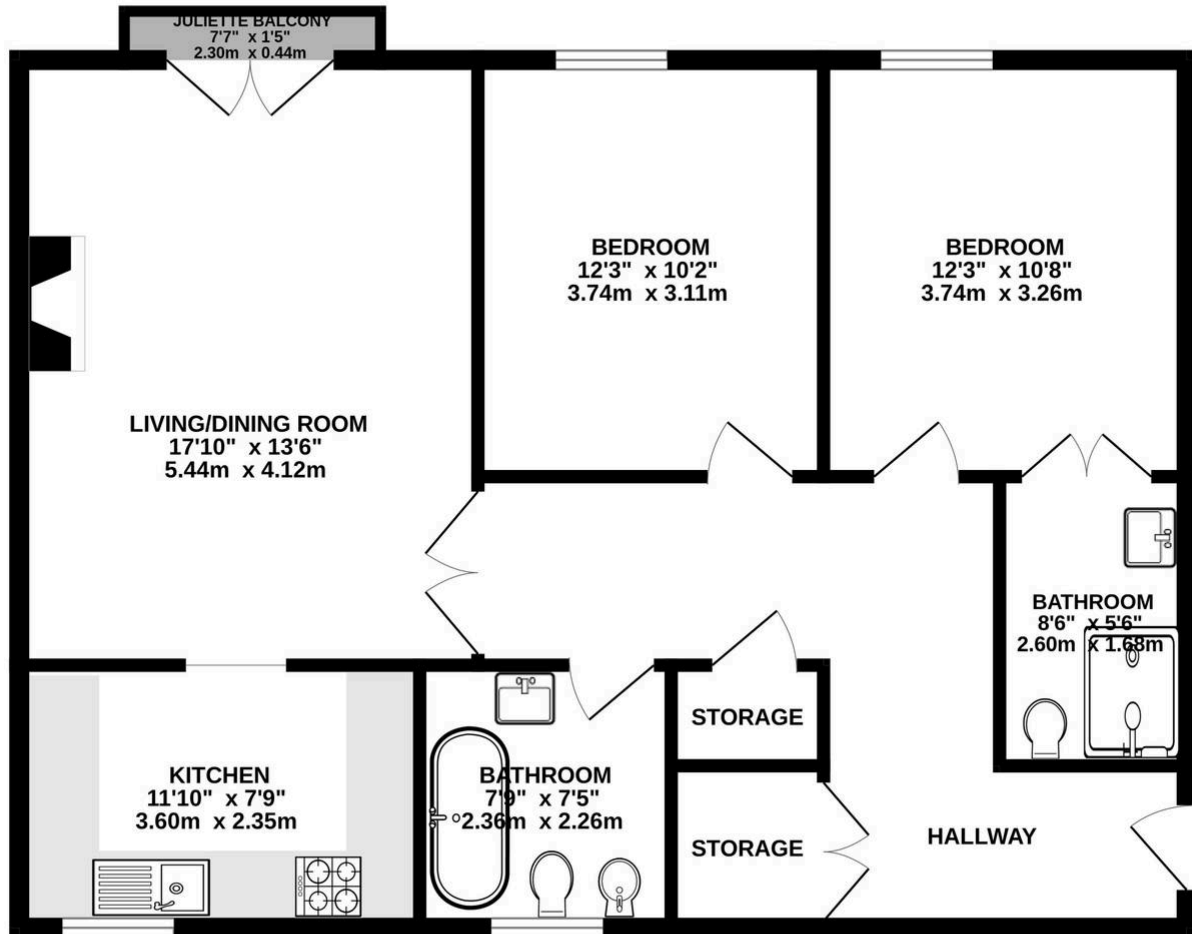 JULIETTE BALCONY
7'7" x 1'5"
2.30m x 0.44m
BEDROOM
12'3" x 10'2"
3.74m x 3.11m
BEDROOM
12'3" x 10'8"
3.74m x 3.26m
LIVING/DINING ROOM
17'10" x 13'6"
5.44m x 4.12m
BATHROOM
8'6" x 5'6"
2.60m x 1.68m
STORAGE
KITCHEN
11'10" x 7'9"
3.60m x 2.35m
BATHROOM
7'9" x 7'5"
2.36m x 2.26m
STORAGE
HALLWAY